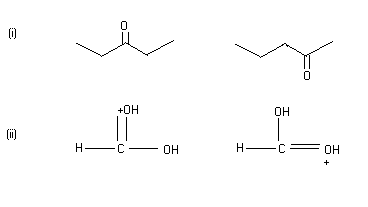 (i) O O
(ii) +OH OH
H C OH H C OH
+